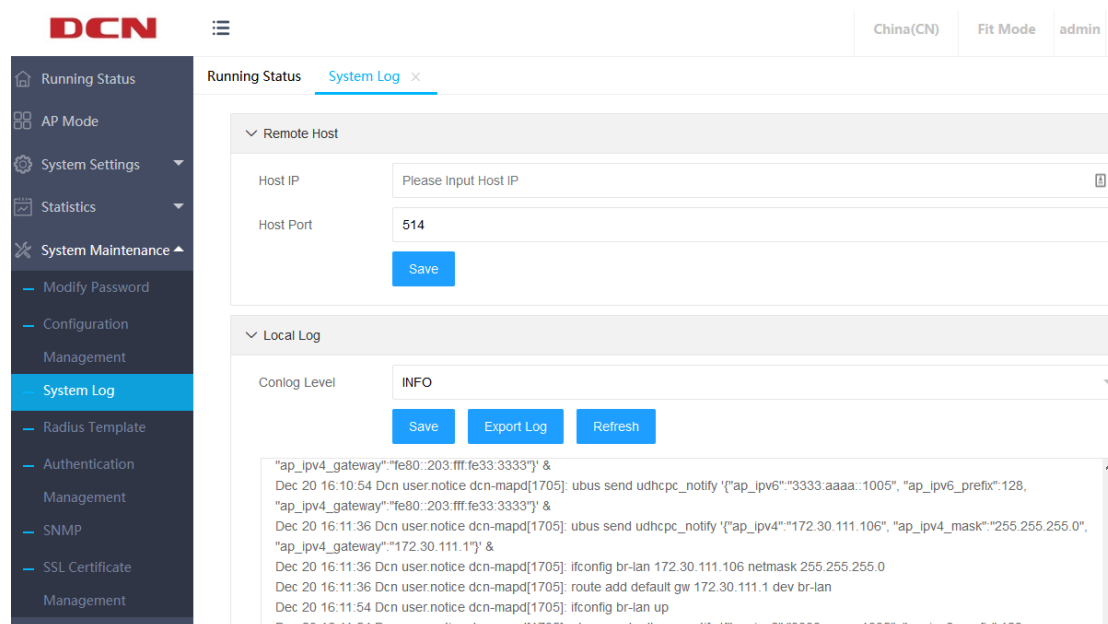 DCN
China(CN)
Fit Mode
admin
Running Status
AP Mode
System Settings
Statistics
System Maintenance
Modify Password
Configuration
Management
System Log
Radius Template
Authentication
Management
SNMP
SSL Certificate
Management
Running Status
System Log
Remote Host
Host IP
Please Input Host IP
Host Port
514
Save
Local Log
Conlog Level
INFO
Save
Export Log
Refresh
"ap_ipv4_gateway":"fe80::203:fff:fe33:3333"}' &
Dec 20 16:10:54 Dcn user.notice dcn-mapd[1705]: ubus send udhcpc_notify '{"ap_ipv6":"3333:aaaa::1005", "ap_ipv6_prefix":128,
"ap_ipv4_gateway":"fe80::203:fff:fe33:3333"}' &
Dec 20 16:11:36 Dcn user.notice dcn-mapd[1705]: ubus send udhcpc_notify '{"ap_ipv4":"172.30.111.106", "ap_ipv4_mask":"255.255.255.0",
"ap_ipv4_gateway":"172.30.111.1"}' &
Dec 20 16:11:36 Dcn user.notice dcn-mapd[1705]: ifconfig br-lan 172.30.111.106 netmask 255.255.255.0
Dec 20 16:11:36 Dcn user.notice dcn-mapd[1705]: route add default gw 172.30.111.1 dev br-lan
Dec 20 16:11:54 Dcn user.notice dcn-mapd[1705]: ifconfig br-lan up